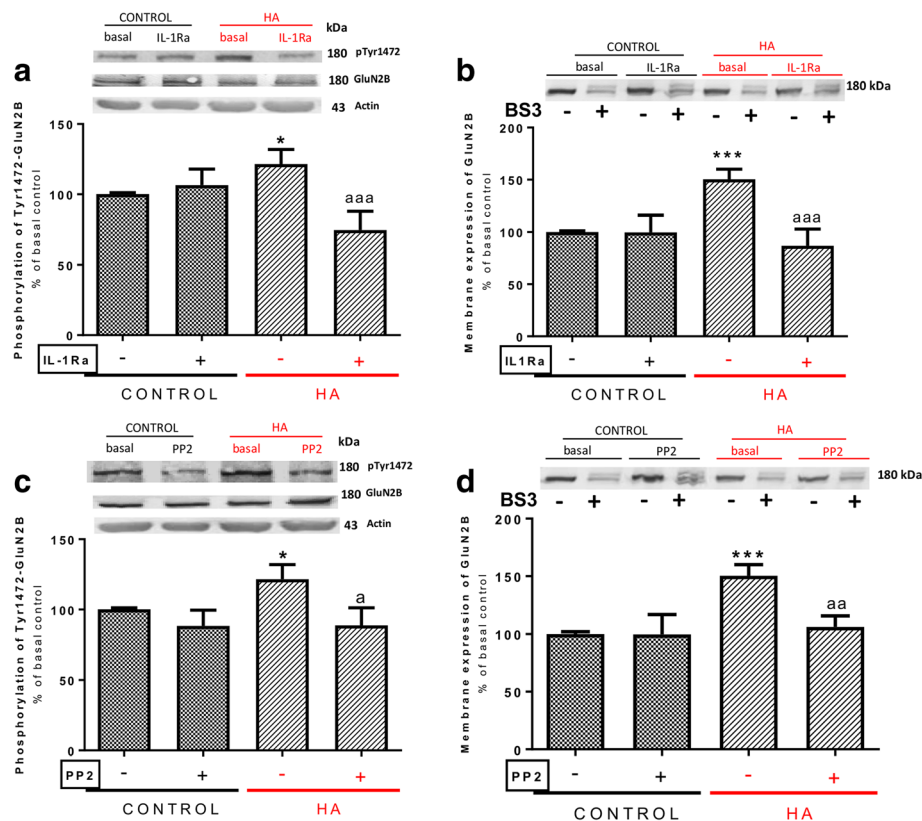 a
CONTROL HA
basal IL-1Ra basal IL-1Ra kDa
180 pTyr1472
180 GluN2B
43 Actin
Phosphorylation of Tyr1472-GluN2B
% of basal control
150
100
50
0
* aaa
IL-1Ra - + - +
CONTROL HA
b
CONTROL HA
basal IL-1Ra basal IL-1Ra
180 kDa
BS3 - + - + - + - +
Membrane expression of GluN2B
% of basal control
200
150
100
50
0
*** aaa
IL1Ra - + - +
CONTROL HA
c
CONTROL HA
basal PP2 basal PP2 kDa
180 pTyr1472
180 GluN2B
43 Actin
Phosphorylation of Tyr1472-GluN2B
% of basal control
150
100
50
0
* a
PP2 - + - +
CONTROL HA
d
CONTROL HA
basal PP2 basal PP2
180 kDa
BS3 - + - + - + - +
Membrane expression of GluN2B
% of basal control
200
150
100
50
0
*** aa
PP2 - + - +
CONTROL HA